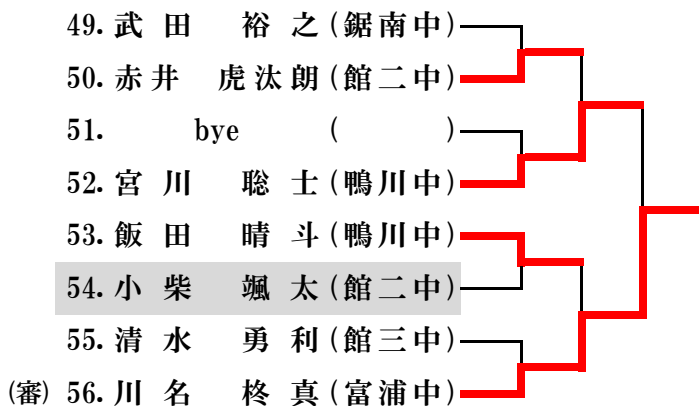 49. 武田 裕之(鋸南中)
50. 赤井 虎汰朗(館二中)
51. bye ( )
52. 宮川 聡士(鴨川中)
53. 飯田 晴斗(鴨川中)
54. 小柴 颯太(館二中)
55. 清水 勇利(館三中)
(審) 56. 川名 柊真(富浦中)